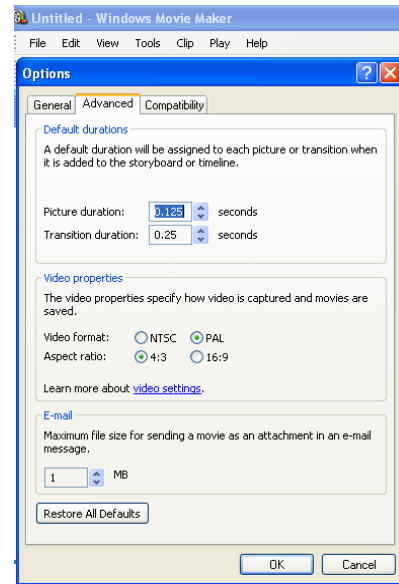 Untitled - Windows Movie Maker
File Edit View Tools Clip Play Help
Options
General Advanced Compatibility
Default durations
A default duration will be assigned to each picture or transition when
it is added to the storyboard or timeline.
Picture duration: 0.125 seconds
Transition duration: 0.25 seconds
Video properties
The video properties specify how video is captured and movies are
saved.
Video format: NTSC PAL
Aspect ratio: 4:3 16:9
Learn more about video settings.
E-mail
Maximum file size for sending a movie as an attachment in an e-mail
message.
1 MB
Restore All Defaults
OK Cancel